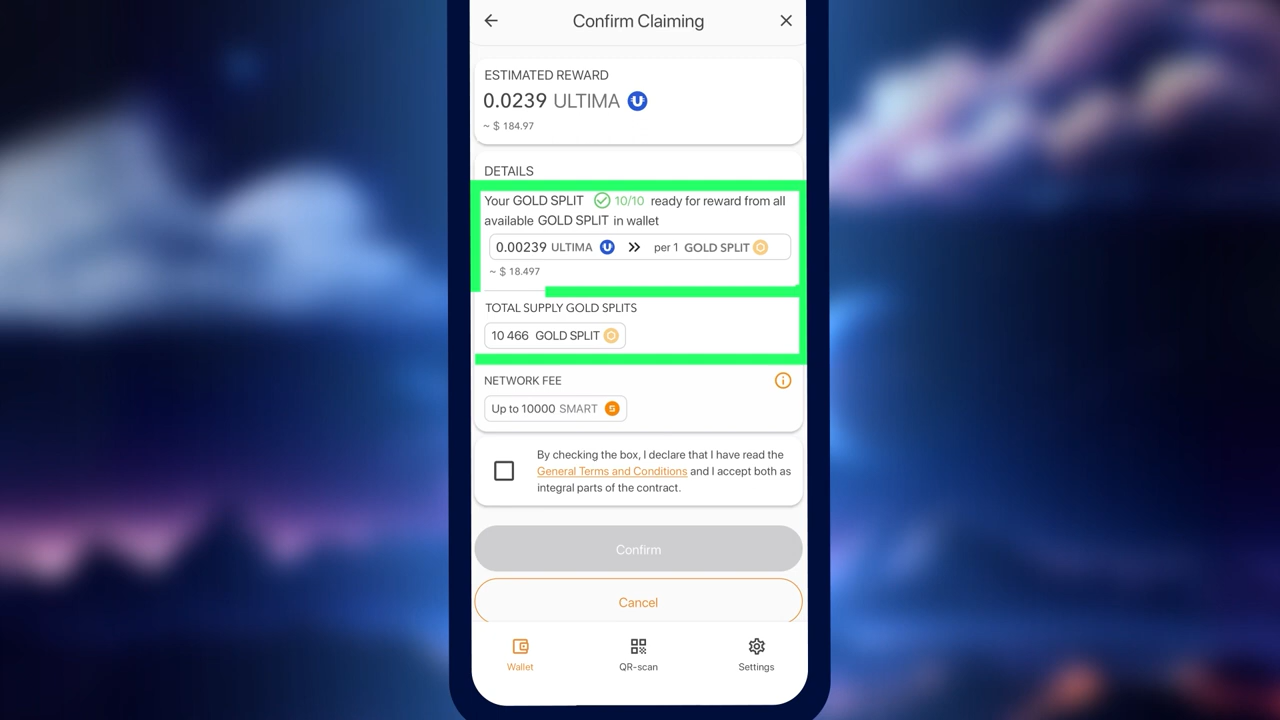 Confirm Claiming
ESTIMATED REWARD
0.0239 ULTIMA
~ $ 184.97
DETAILS
Your GOLD SPLIT 10/10 ready for reward from all
available GOLD SPLIT in wallet
0.00239 ULTIMA per 1 GOLD SPLIT
~ $ 18.497
TOTAL SUPPLY GOLD SPLITS
10 466 GOLD SPLIT
NETWORK FEE
Up to 10000 SMART
By checking the box, I declare that I have read the
General Terms and Conditions and I accept both as
integral parts of the contract.
Confirm
Cancel
Wallet QR-scan Settings